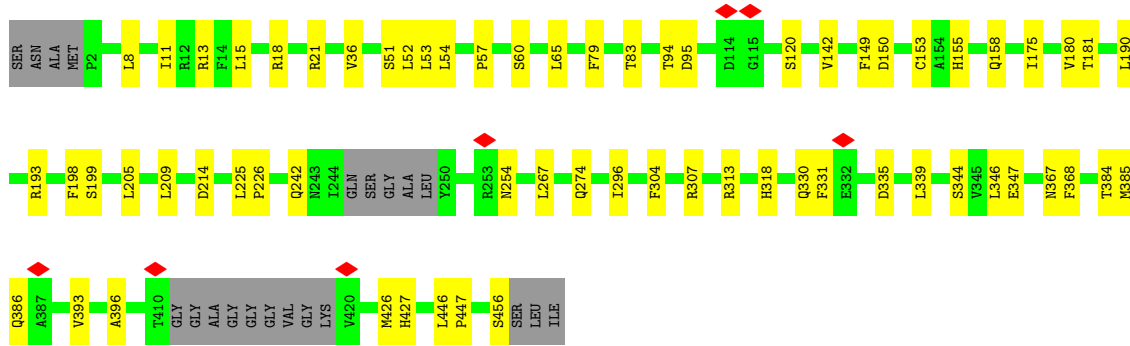 SER ASN ALA MET P2 L8 I11 R12 R13 F14 L15 R18 R21 V36 S51 L52 L53 L54 P57 S60 L65 F79 T83 T94 D95 D114 G115 S120 V142 F149 D150 C153 A154 H155 Q158 I175 V180 T181 L190
R193 F198 S199 L205 L209 D214 L225 P226 Q242 N243 I244 GLN SER GLY ALA LEU Y250 R253 N254 L267 Q274 I296 F304 R307 R313 H318 Q330 F331 E332 D335 L339 S344 V345 L346 E347 N367 F368 T384 M385
Q386 A387 V393 A396 T410 GLY GLY ALA GLY GLY GLY VAL GLY LYS V420 M426 H427 L446 P447 S456 SER LEU ILE